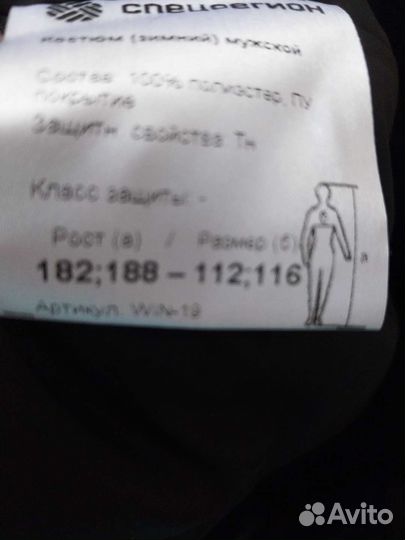 СПЕЦрегион
Костюм (зимний) мужской
Состав: 100% полиэстер, ПУ
покрытие
Защитн. свойства Тн
Класс защиты: -
Рост (а) / Размер (б)
182;188 – 112;116
Артикул: WIN-19
б
а
Avito